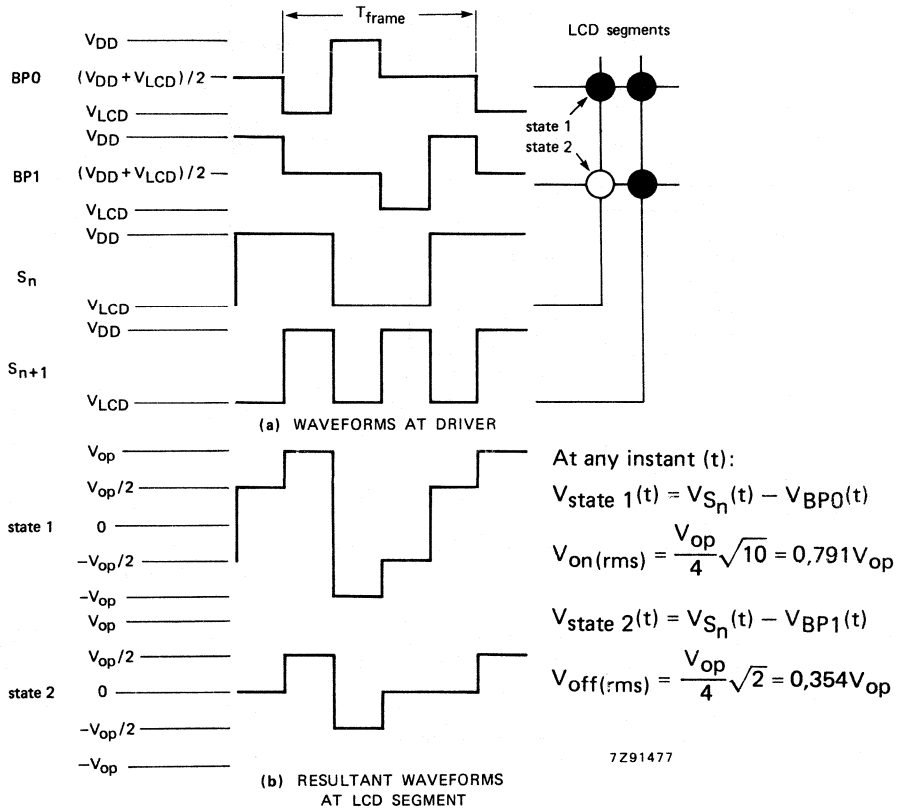 T_frame
LCD segments
V_DD
BP0
(V_DD + V_LCD)/2
V_LCD
state 1
state 2
V_DD
BP1
(V_DD + V_LCD)/2
V_LCD
V_DD
S_n
V_LCD
V_DD
S_n+1
V_LCD
(a) WAVEFORMS AT DRIVER
V_op
V_op/2
state 1
0
−V_op/2
−V_op
At any instant (t):
V_state 1(t) = V_S_n(t) − V_BP0(t)
V_on(rms) = V_op/4 √10 = 0,791V_op
V_state 2(t) = V_S_n(t) − V_BP1(t)
V_off(rms) = V_op/4 √2 = 0,354V_op
V_op
V_op/2
state 2
0
−V_op/2
−V_op
7Z91477
(b) RESULTANT WAVEFORMS
AT LCD SEGMENT